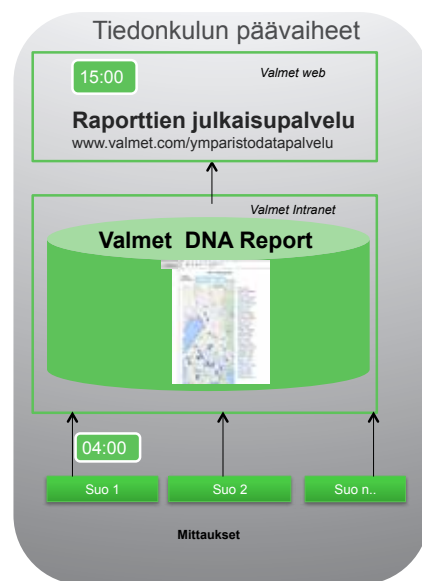 Tiedonkulun päävaiheet
15:00
Valmet web
Raporttien julkaisupalvelu
www.valmet.com/ymparistodatapalvelu
Valmet Intranet
Valmet DNA Report
04:00
Suo 1
Suo 2
Suo n..
Mittaukset